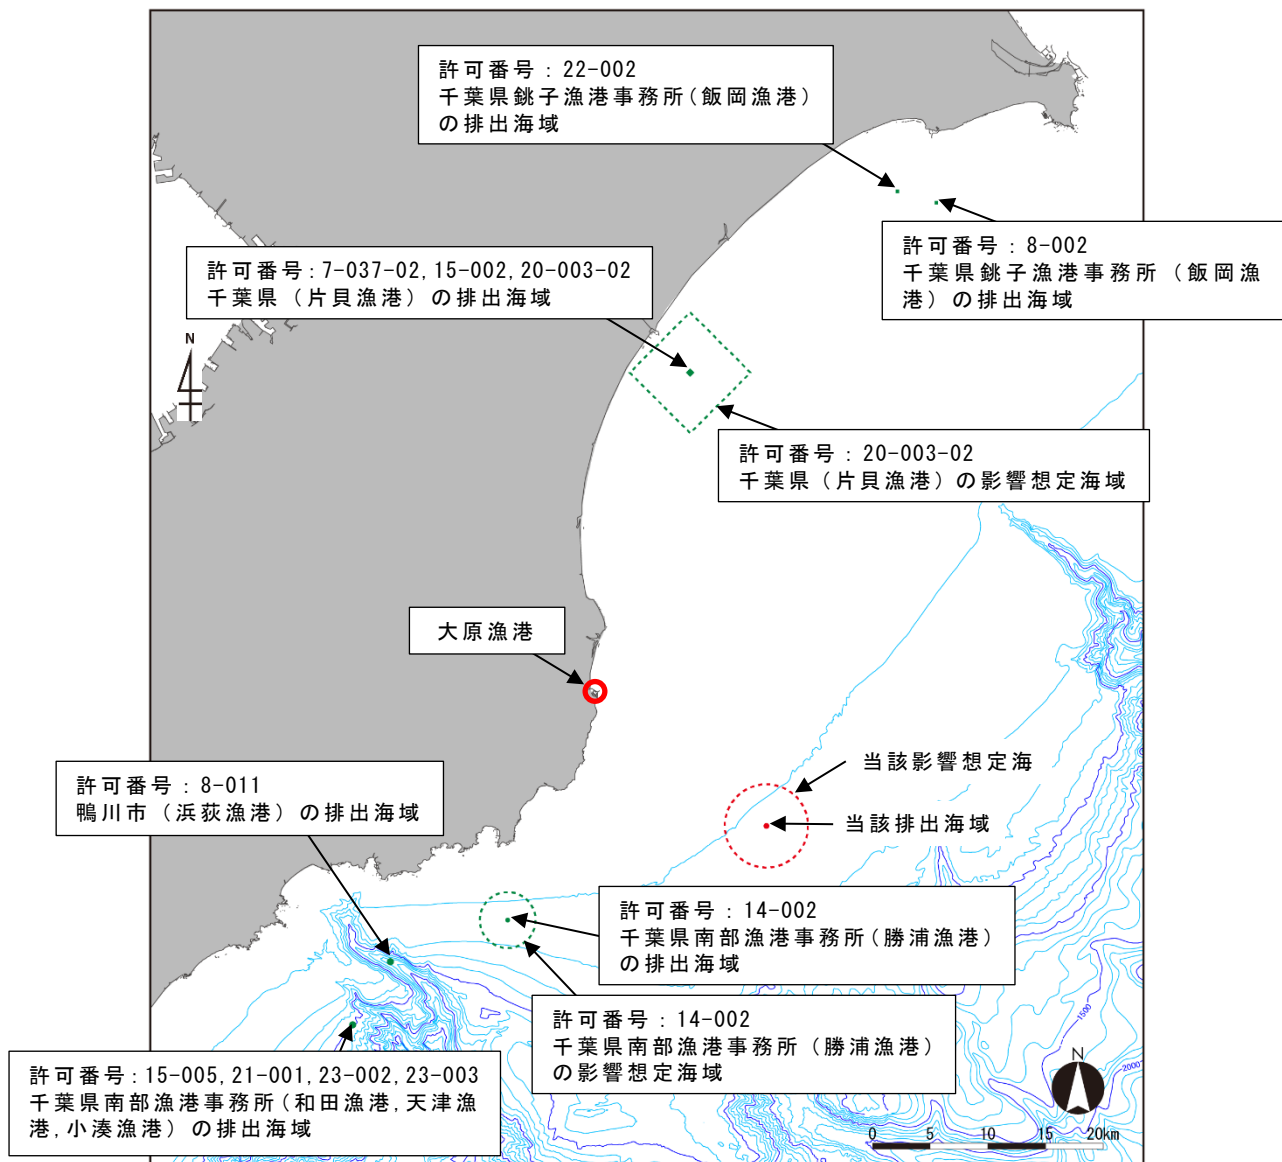 許可番号：22-002
千葉県銚子漁港事務所（飯岡漁港）
の排出海域
許可番号：8-002
千葉県銚子漁港事務所（飯岡漁
港）の排出海域
許可番号：7-037-02,15-002,20-003-02
千葉県（片貝漁港）の排出海域
N
許可番号：20-003-02
千葉県（片貝漁港）の影響想定海域
大原漁港
当該影響想定海
当該排出海域
許可番号：8-011
鴨川市（浜荻漁港）の排出海域
許可番号：14-002
千葉県南部漁港事務所（勝浦漁港）
の排出海域
許可番号：14-002
千葉県南部漁港事務所（勝浦漁港）
の影響想定海域
許可番号：15-005,21-001,23-002,23-003
千葉県南部漁港事務所（和田漁港,天津漁
港,小湊漁港）の排出海域
-1500
-2000
N
0 5 10 15 20km